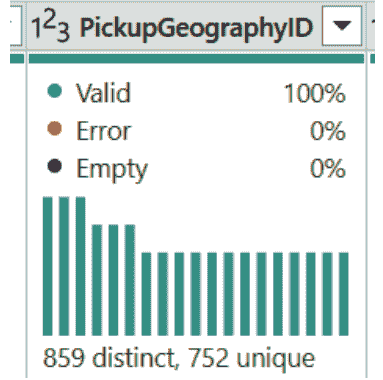 123 PickupGeographyID
Valid 100%
Error 0%
Empty 0%
859 distinct, 752 unique